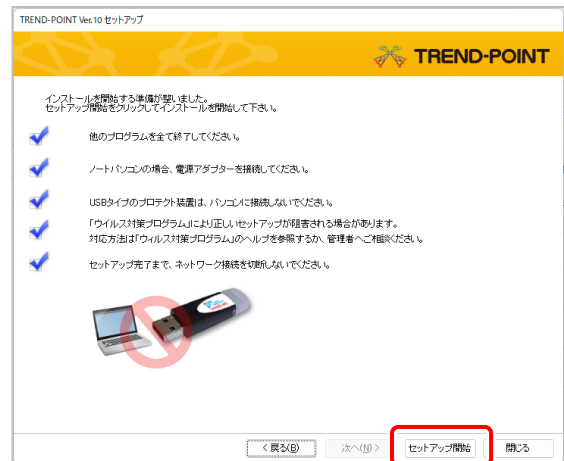 TREND-POINT Ver.10 セットアップ
TREND-POINT
インストールを開始する準備が整いました。
セットアップ開始をクリックしてインストールを開始して下さい。
他のプログラムを全て終了してください。
ノートパソコンの場合、電源アダプターを接続してください。
USBタイプのプロテクト装置は、パソコンに接続しないでください。
「ウイルス対策プログラム」により正しいセットアップが阻害される場合があります。
対応方法は「ウィルス対策プログラム」のヘルプを参照するか、管理者へご相談ください。
セットアップ完了まで、ネットワーク接続を切断しないでください。
< 戻る(B) 次へ(N) > セットアップ開始 閉じる